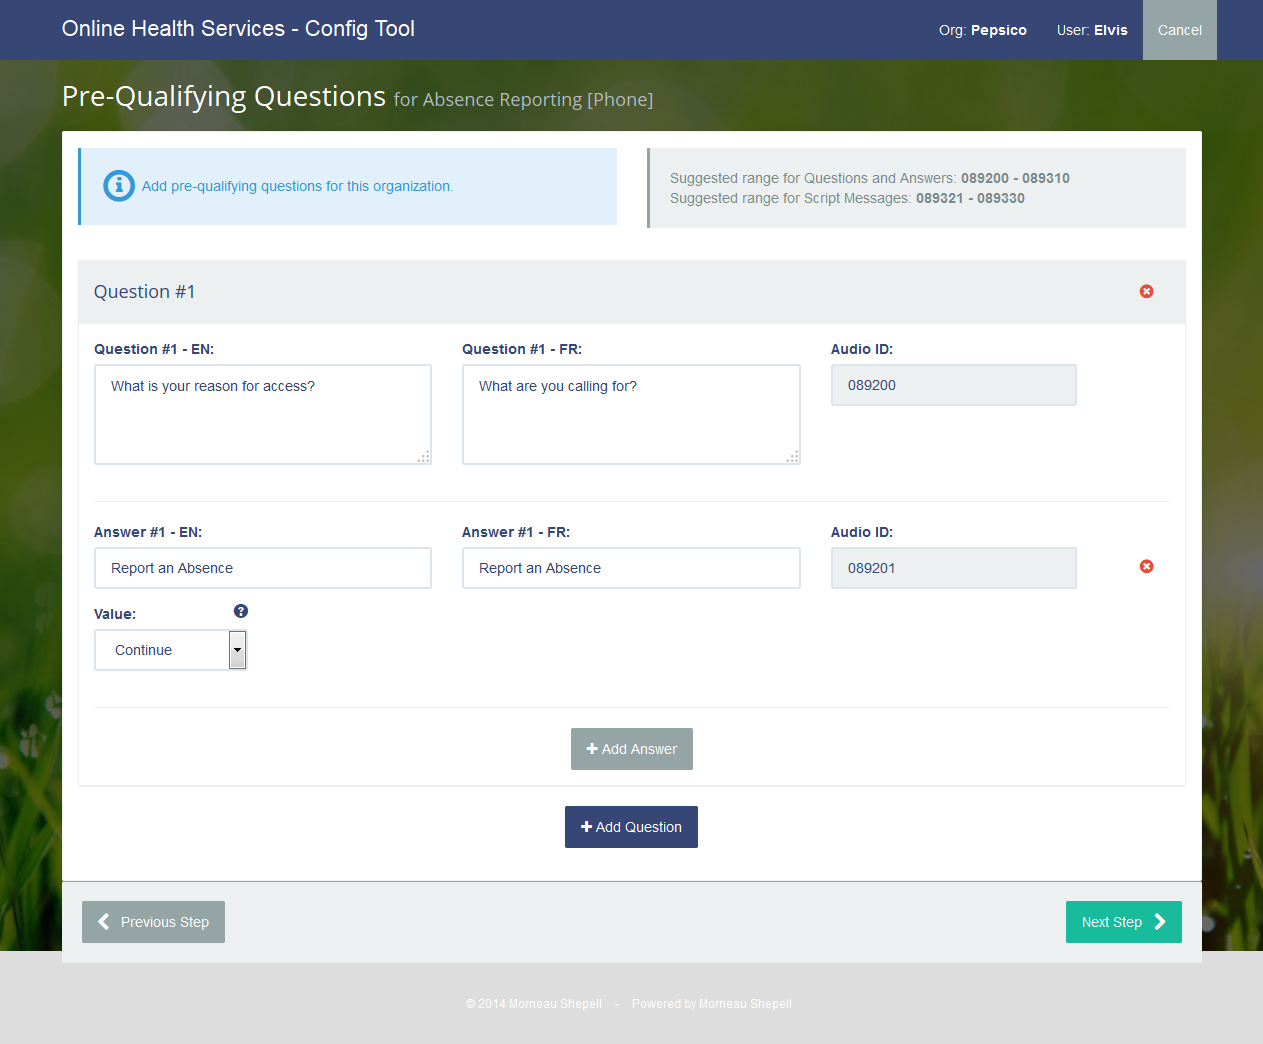 Online Health Services - Config Tool
Org: Pepsico User: Elvis Cancel
Pre-Qualifying Questions for Absence Reporting [Phone]
Add pre-qualifying questions for this organization.
Suggested range for Questions and Answers: 089200 - 089310
Suggested range for Script Messages: 089321 - 089330
Question #1
Question #1 - EN: Question #1 - FR: Audio ID:
What is your reason for access? What are you calling for? 089200
Answer #1 - EN: Answer #1 - FR: Audio ID:
Report an Absence Report an Absence 089201
Value:
Continue
Add Answer
Add Question
Previous Step Next Step
© 2014 Morneau Shepell - Powered by Morneau Shepell